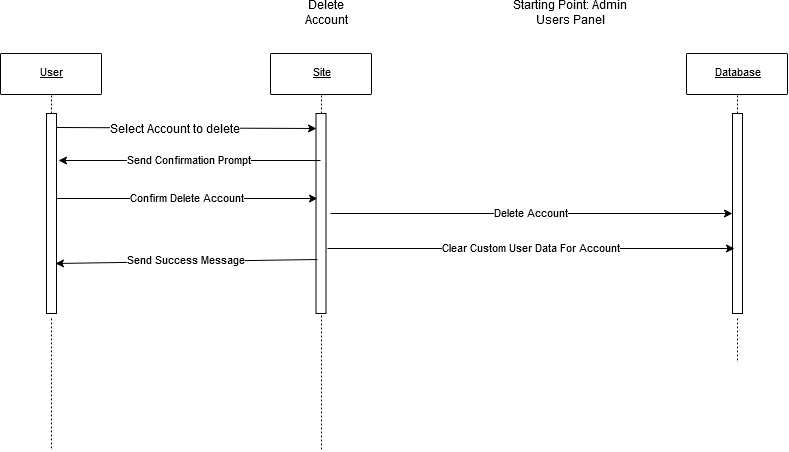 Delete
Account
Starting Point: Admin
Users Panel
User
Site
Database
Select Account to delete
Send Confirmation Prompt
Confirm Delete Account
Delete Account
Clear Custom User Data For Account
Send Success Message